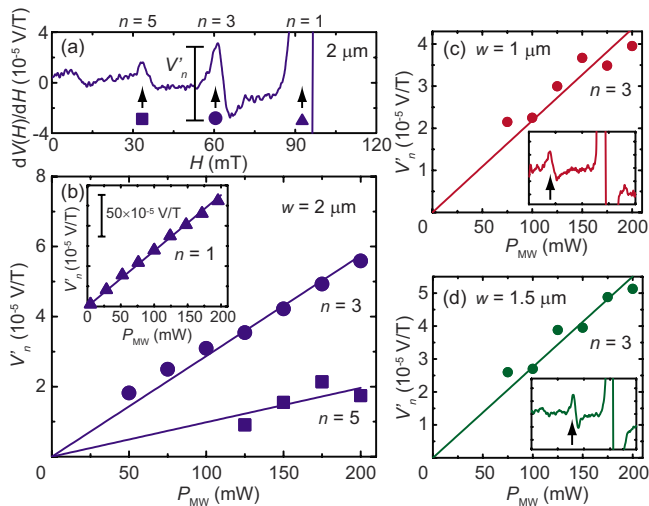 n = 5 n = 3 n = 1
(a) 2 μm
V'n
dV(H)/dH (10⁻⁵ V/T)
4
0
-4
0 30 60 90 120
H (mT)
(b) w = 2 μm
50×10⁻⁵ V/T
n = 1
V'n (10⁻⁵ V/T)
0 50 100 150 200
PMW (mW)
n = 3
n = 5
V'n (10⁻⁵ V/T)
8
6
4
2
0
0 50 100 150 200
PMW (mW)
(c) w = 1 μm
n = 3
V'n (10⁻⁵ V/T)
4
3
2
1
0
0 50 100 150 200
PMW (mW)
(d) w = 1.5 μm
n = 3
V'n (10⁻⁵ V/T)
5
4
3
2
1
0
0 50 100 150 200
PMW (mW)